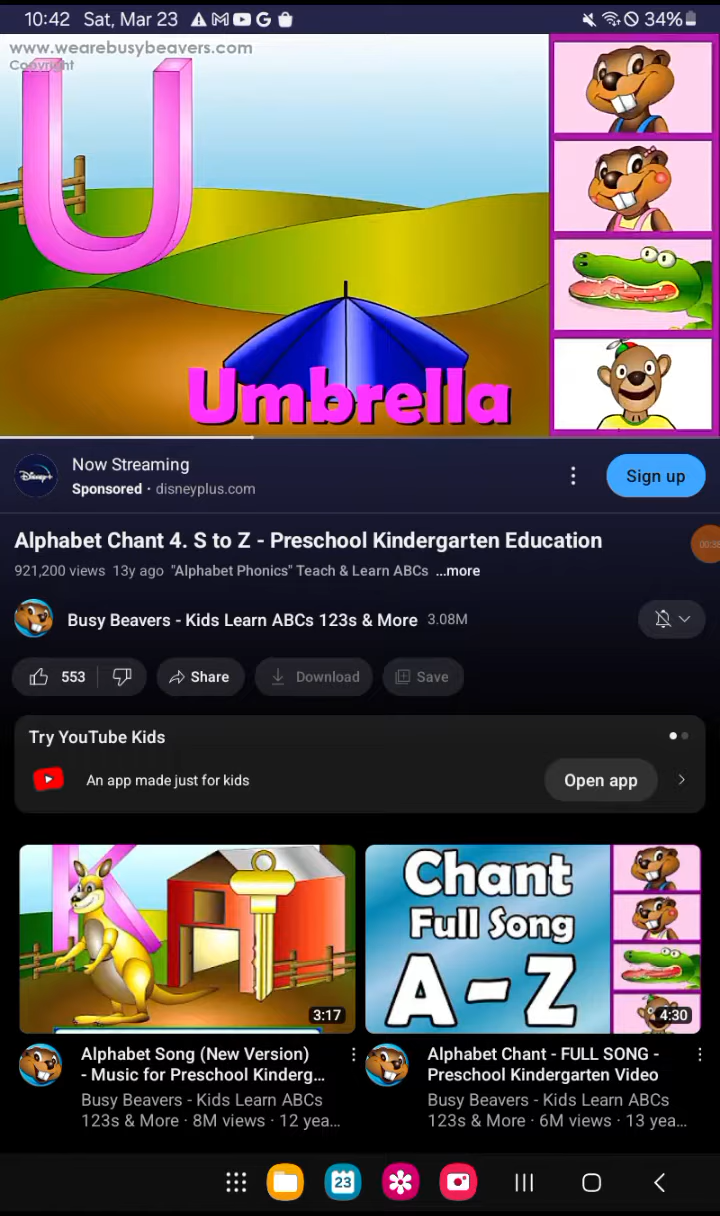 10:42 Sat, Mar 23 34%
www.wearebusybeavers.com
Copyright
U
Umbrella
Disney+
Now Streaming
Sponsored · disneyplus.com
Sign up
Alphabet Chant 4. S to Z - Preschool Kindergarten Education
00:38
921,200 views 13y ago "Alphabet Phonics" Teach & Learn ABCs ...more
Busy Beavers - Kids Learn ABCs 123s & More 3.08M
553 Share Download Save
Try YouTube Kids
An app made just for kids
Open app
K
3:17
Chant
Full Song
A-Z
4:30
Alphabet Song (New Version)
- Music for Preschool Kinderg...
Busy Beavers - Kids Learn ABCs
123s & More · 8M views · 12 yea...
Alphabet Chant - FULL SONG -
Preschool Kindergarten Video
Busy Beavers - Kids Learn ABCs
123s & More · 6M views · 13 yea...
23